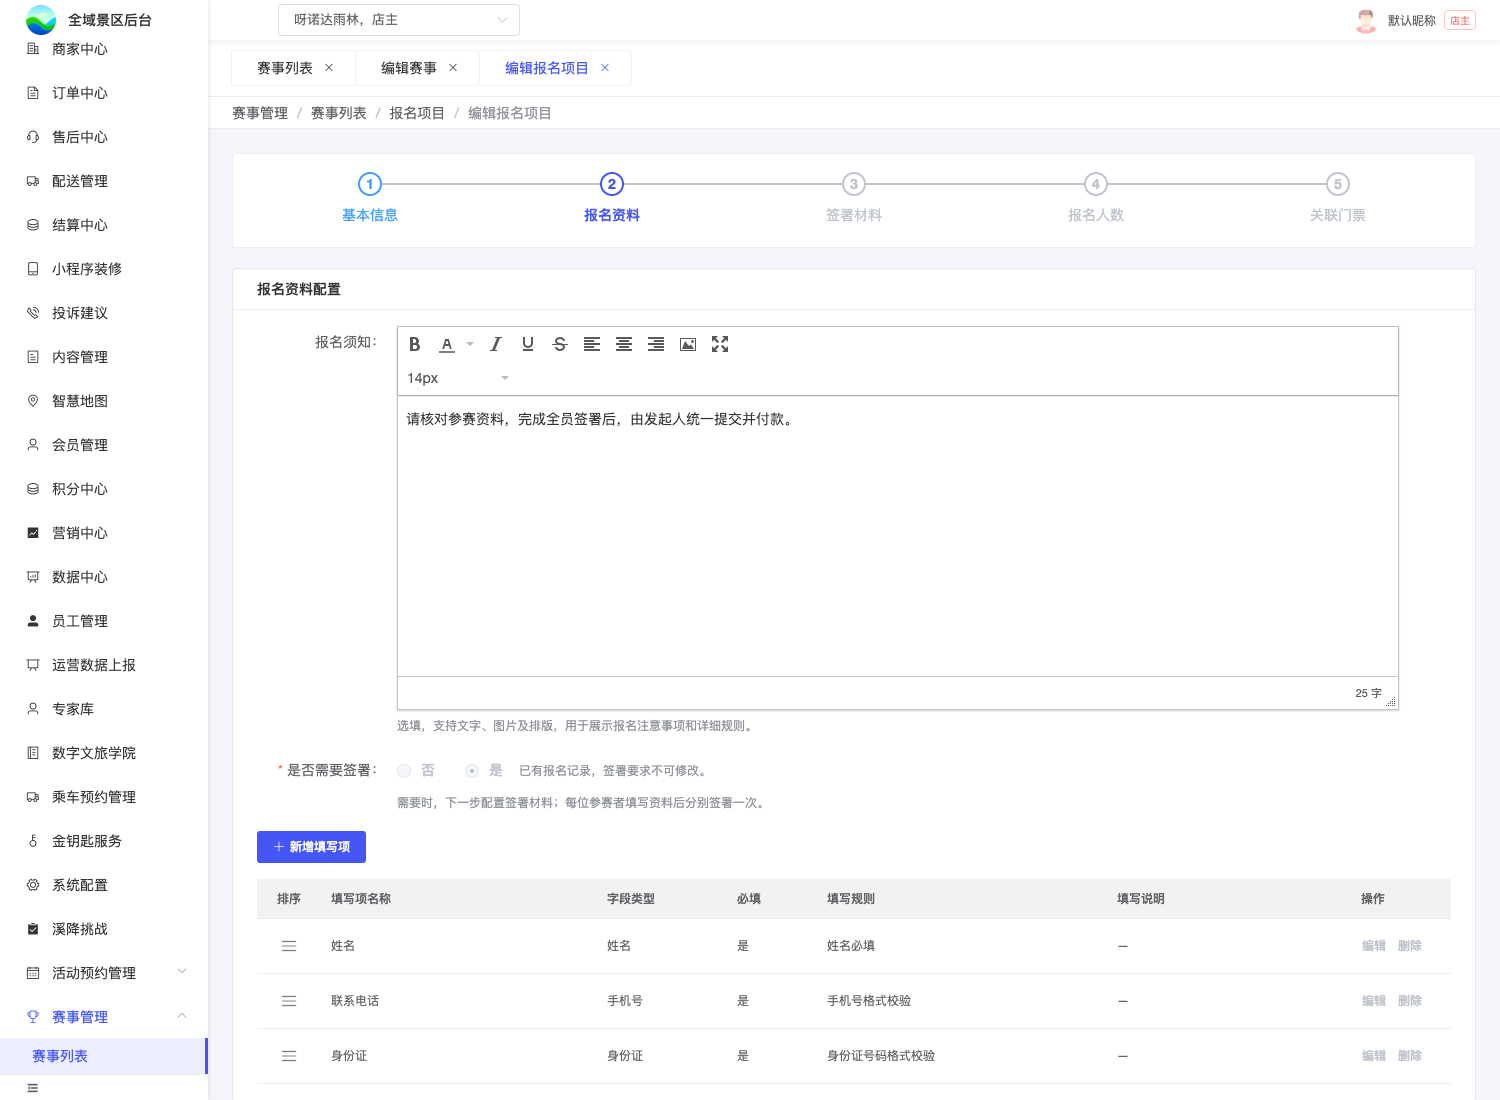 全域景区后台
呀诺达雨林，店主
默认昵称
店主
商家中心
订单中心
售后中心
配送管理
结算中心
小程序装修
投诉建议
内容管理
智慧地图
会员管理
积分中心
营销中心
数据中心
员工管理
运营数据上报
专家库
数字文旅学院
乘车预约管理
金钥匙服务
系统配置
溪降挑战
活动预约管理
赛事管理
赛事列表
赛事列表 × 编辑赛事 × 编辑报名项目 ×
赛事管理 / 赛事列表 / 报名项目 / 编辑报名项目
1 2 3 4 5
基本信息 报名资料 签署材料 报名人数 关联门票
报名资料配置
报名须知：
B A I U S
14px
请核对参赛资料，完成全员签署后，由发起人统一提交并付款。
25 字
选填，支持文字、图片及排版，用于展示报名注意事项和详细规则。
* 是否需要签署： 否 是 已有报名记录，签署要求不可修改。
需要时，下一步配置签署材料；每位参赛者填写资料后分别签署一次。
+ 新增填写项
排序 填写项名称 字段类型 必填 填写规则 填写说明 操作
姓名 姓名 是 姓名必填 — 编辑 删除
联系电话 手机号 是 手机号格式校验 — 编辑 删除
身份证 身份证 是 身份证号码格式校验 — 编辑 删除